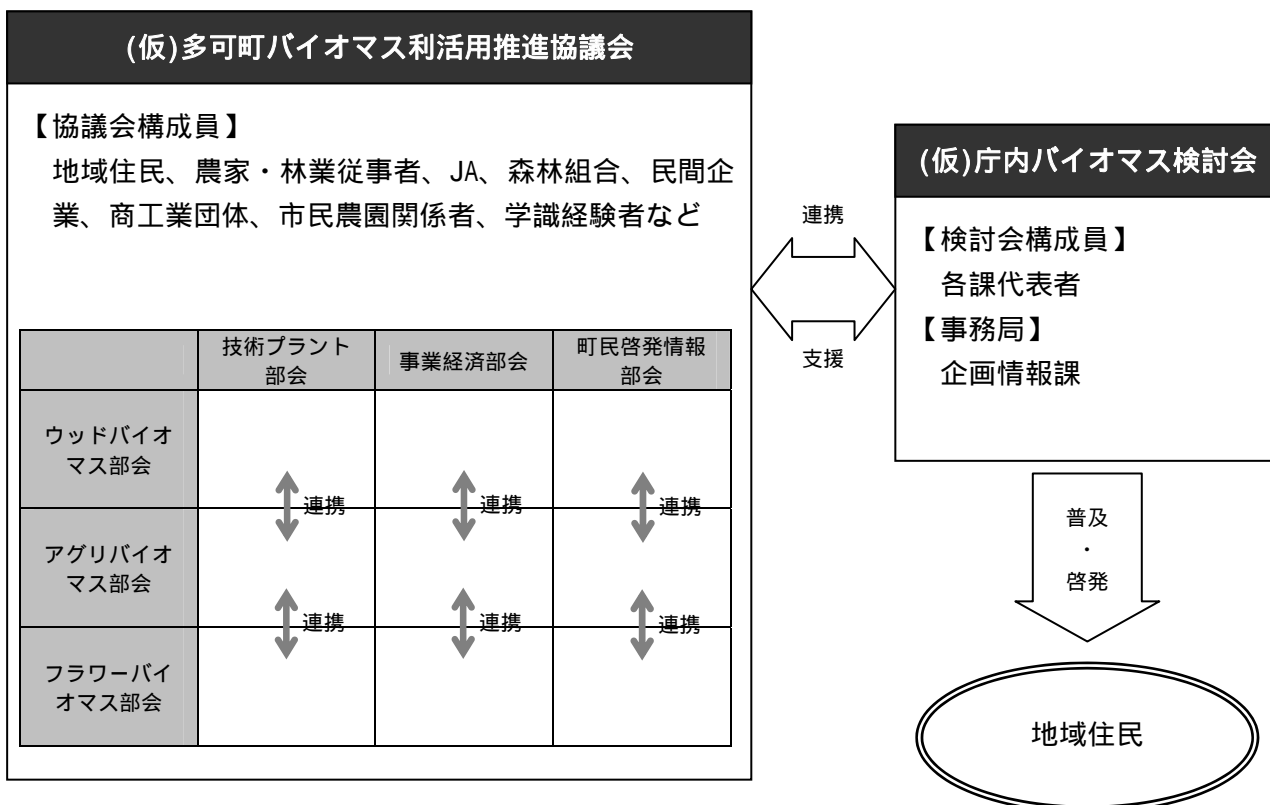 (仮)多可町バイオマス利活用推進協議会
【協議会構成員】
地域住民、農家・林業従事者、JA、森林組合、民間企
業、商工業団体、市民農園関係者、学識経験者など
技術プラント
部会
事業経済部会
町民啓発情報
部会
ウッドバイオ
マス部会
連携
連携
連携
アグリバイオ
マス部会
連携
連携
連携
フラワーバイ
オマス部会
連携
支援
(仮)庁内バイオマス検討会
【検討会構成員】
各課代表者
【事務局】
企画情報課
普及
・
啓発
地域住民